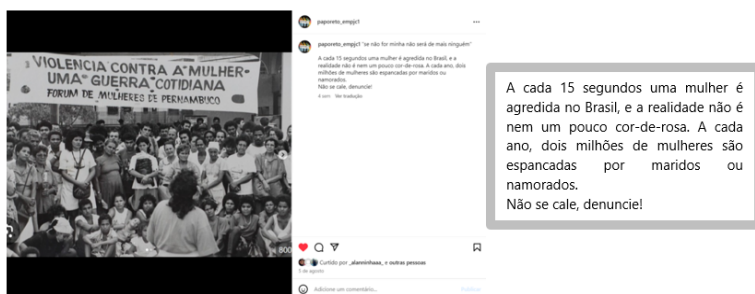 VIOLENCIA CONTRA A MULHER-
UMA "GUERRA" COTIDIANA
FORUM DE MULHERES DE PERNAMBUCO
800
paporeto_empjc1
paporeto_empjc1 "se não for minha não será de mais ninguém"
A cada 15 segundos uma mulher é agredida no Brasil, e a
realidade não é nem um pouco cor-de-rosa. A cada ano, dois
milhões de mulheres são espancadas por maridos ou
namorados.
Não se cale, denuncie!
4 sem Ver tradução
Curtido por _alanninhaaa_ e outras pessoas
5 de agosto
Adicione um comentário...
Publicar
A cada 15 segundos uma mulher é
agredida no Brasil, e a realidade não é
nem um pouco cor-de-rosa. A cada
ano, dois milhões de mulheres são
espancadas por maridos ou
namorados.
Não se cale, denuncie!